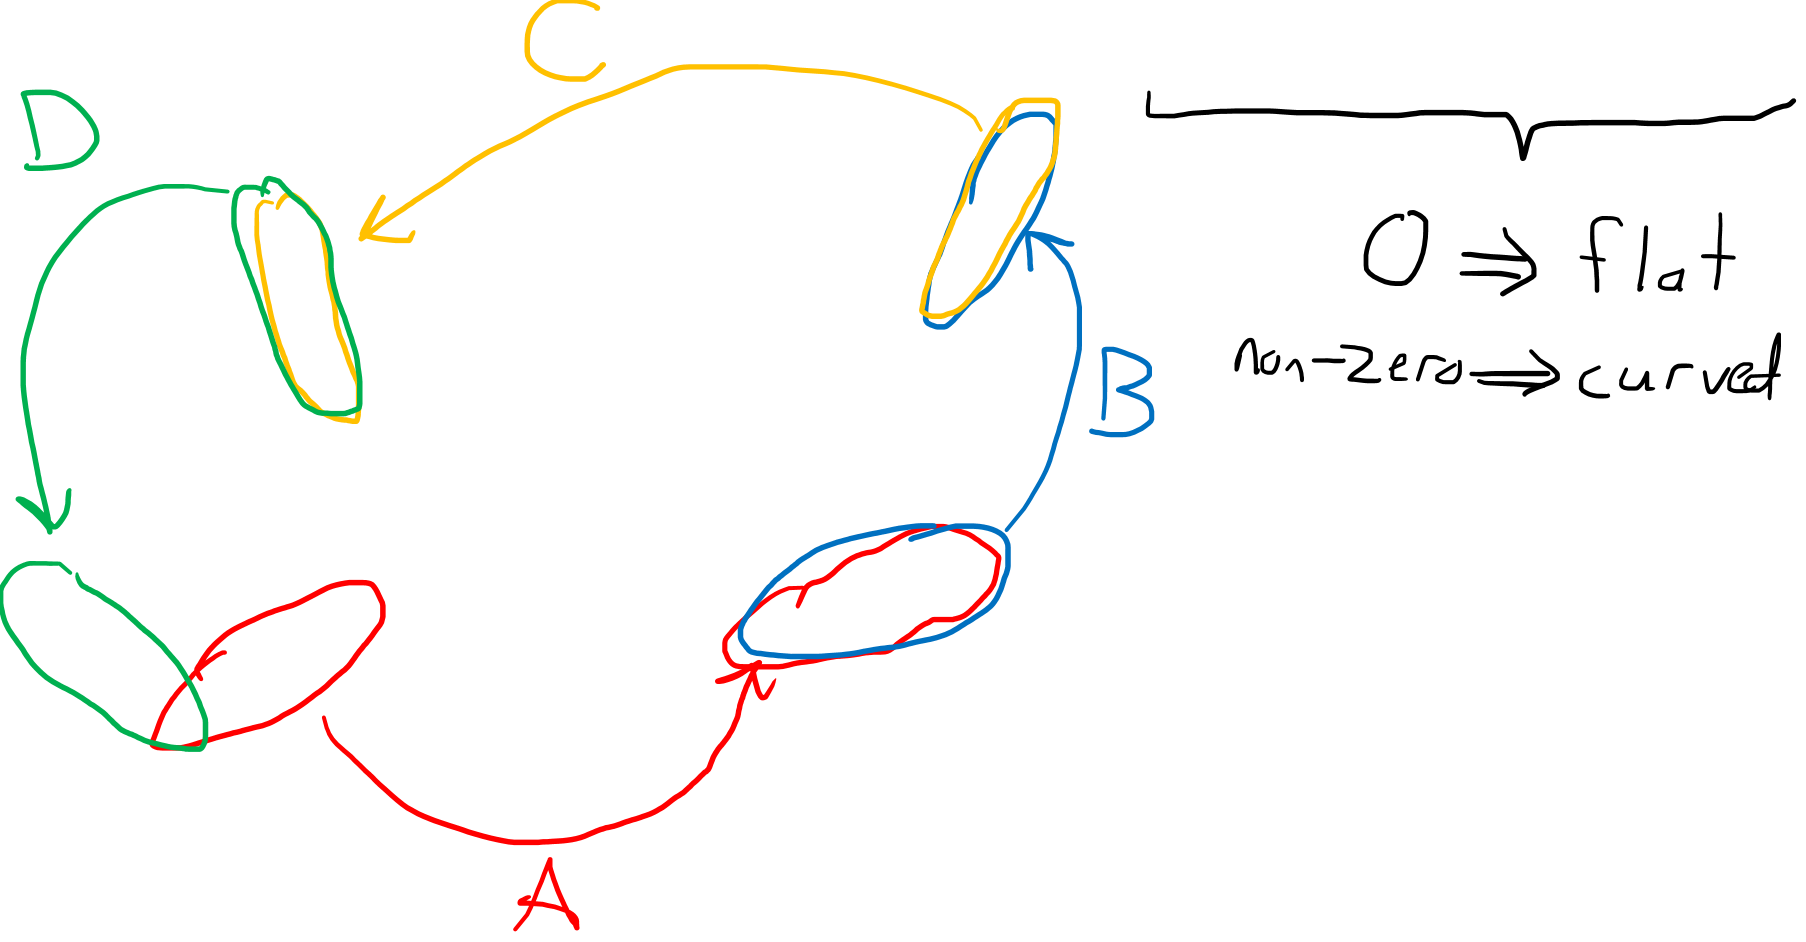 C
D
0 ⇒ flat
non-zero ⇒ curved
B
A